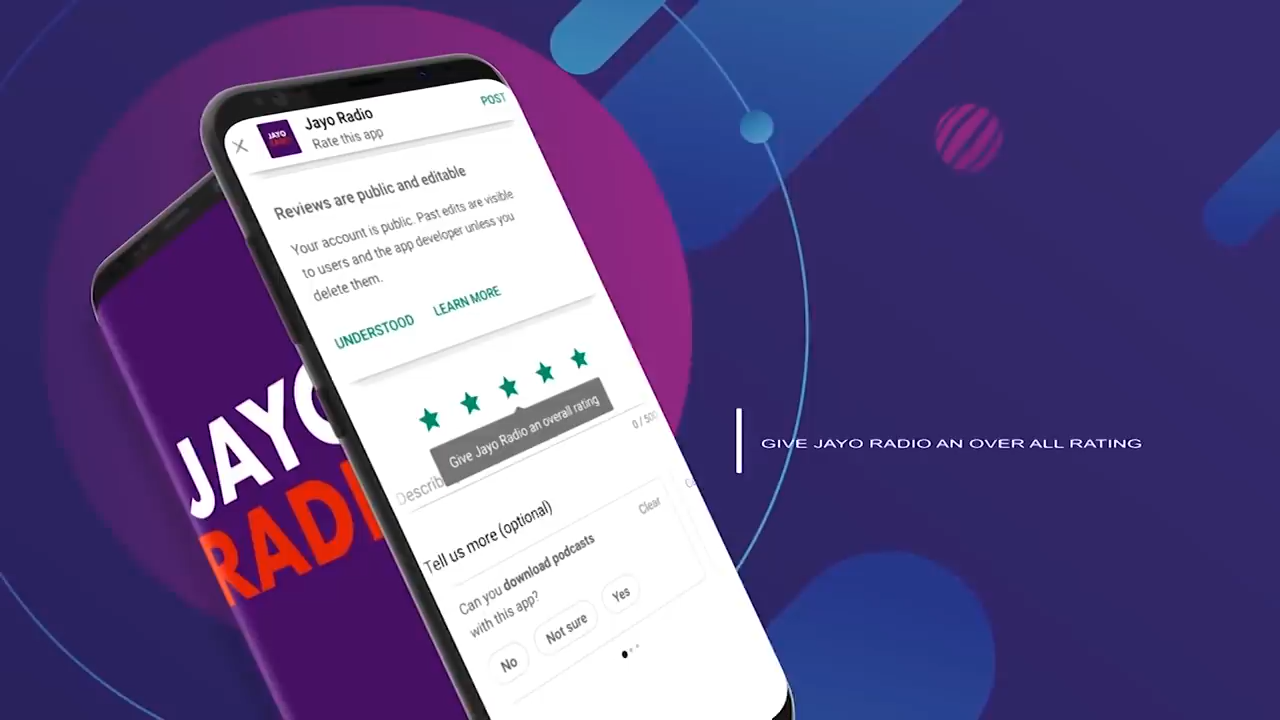 JAYO
Jayo Radio
Rate this app
POST
Reviews are public and editable
Your account is public. Past edits are visible
to users and the app developer unless you
delete them.
UNDERSTOOD
LEARN MORE
Give Jayo Radio an overall rating
0 / 500
Describ
Tell us more (optional)
Clear
Can you download podcasts
with this app?
No
Not sure
Yes
JAYO
RADI
GIVE JAYO RADIO AN OVER ALL RATING